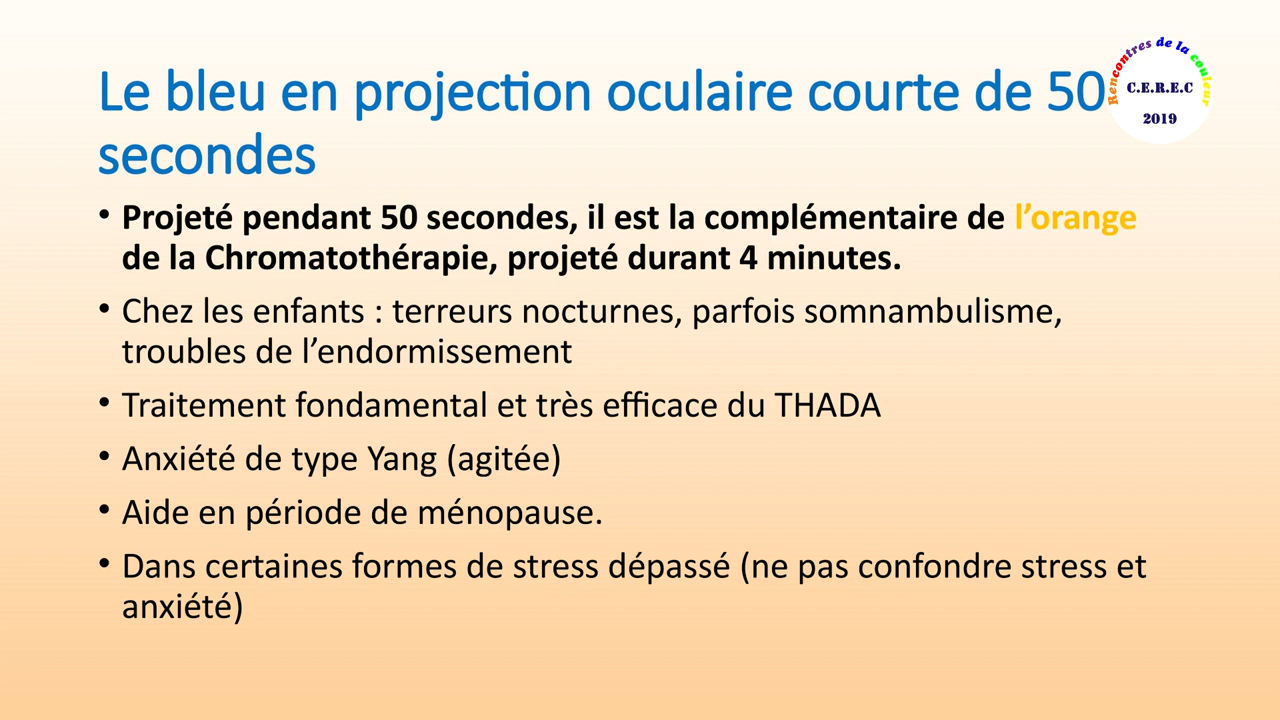 Le bleu en projection oculaire courte de 50
secondes
Rencontres de la couleur
C.E.R.E.C
2019
• Projeté pendant 50 secondes, il est la complémentaire de l’orange
de la Chromatothérapie, projeté durant 4 minutes.
• Chez les enfants : terreurs nocturnes, parfois somnambulisme,
troubles de l’endormissement
• Traitement fondamental et très efficace du THADA
• Anxiété de type Yang (agitée)
• Aide en période de ménopause.
• Dans certaines formes de stress dépassé (ne pas confondre stress et
anxiété)